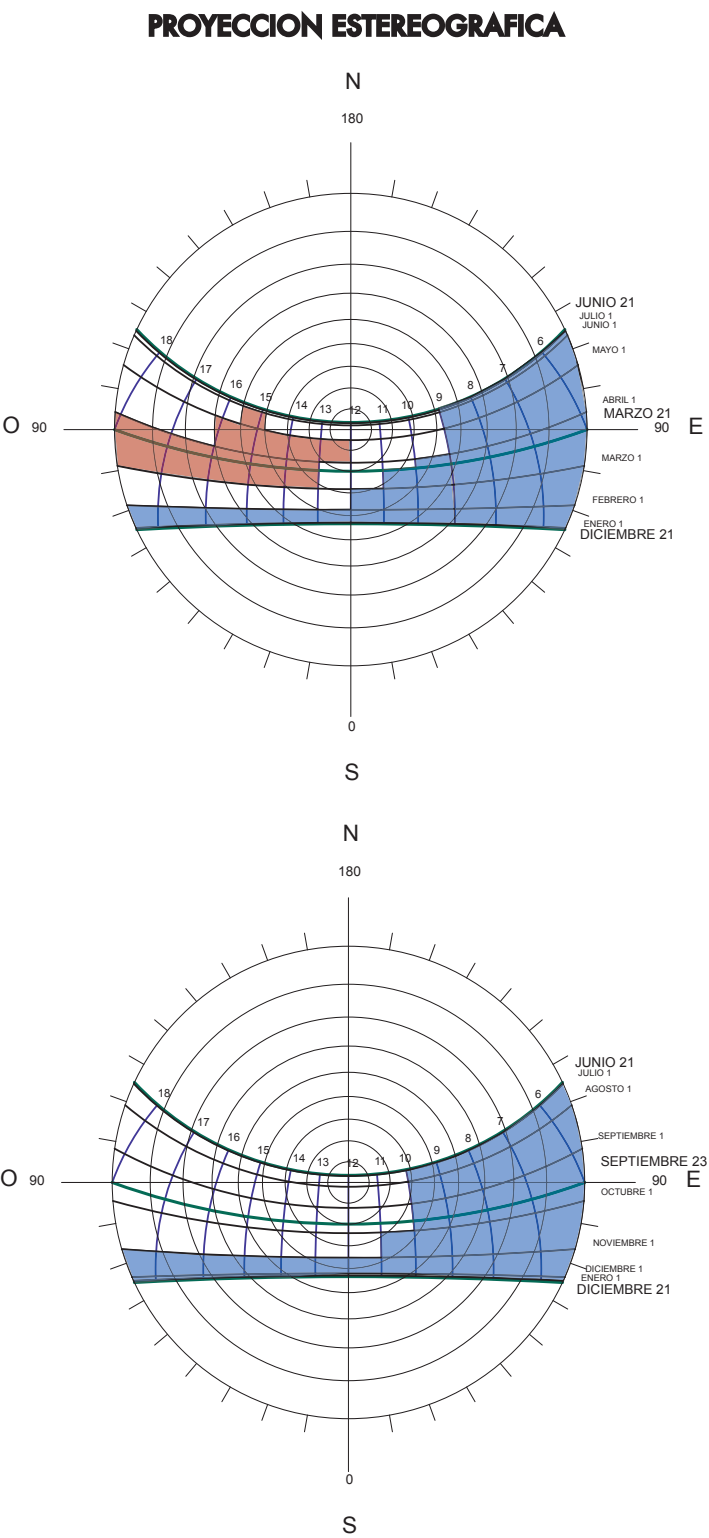 PROYECCION ESTEREOGRAFICA
N
180
JUNIO 21
JULIO 1
JUNIO 1
18
6
MAYO 1
17
7
16
8
15
9
ABRIL 1
14
13
12
11
10
MARZO 21
O 90
90 E
MARZO 1
FEBRERO 1
ENERO 1
DICIEMBRE 21
0
S
N
180
JUNIO 21
JULIO 1
AGOSTO 1
18
6
17
7
16
8
SEPTIEMBRE 1
15
9
14
13
12
11
10
SEPTIEMBRE 23
O 90
90 E
OCTUBRE 1
NOVIEMBRE 1
DICIEMBRE 1
ENERO 1
DICIEMBRE 21
0
S